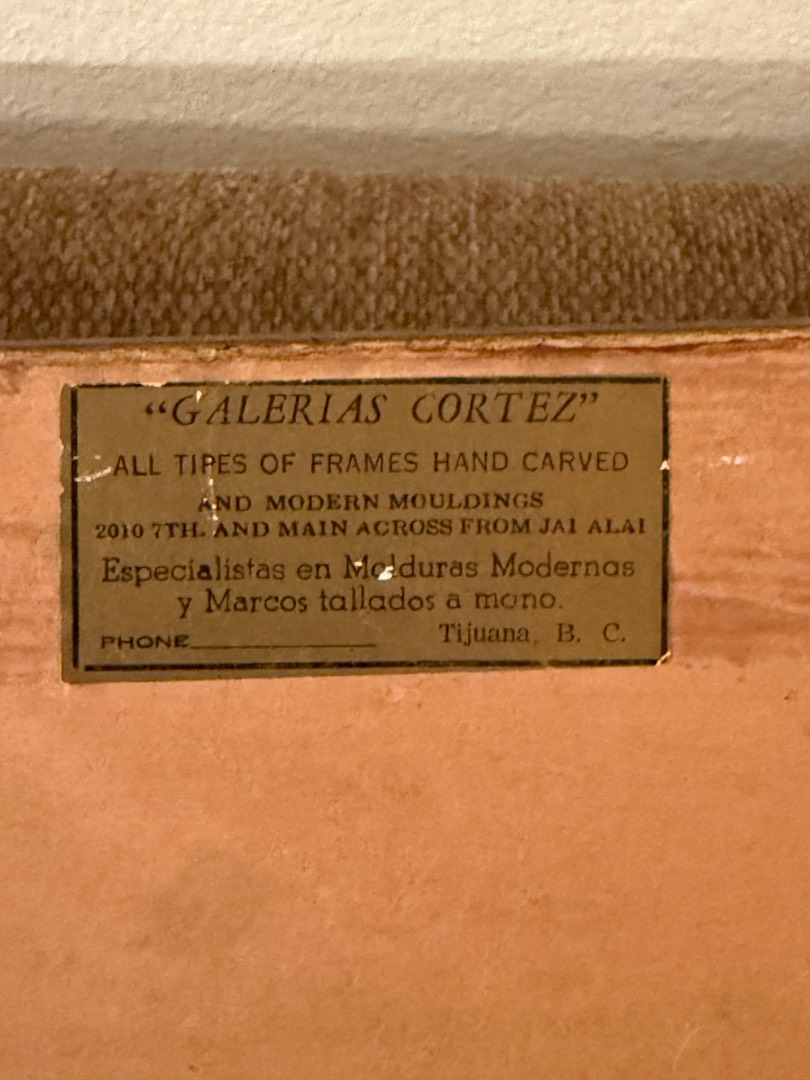 “GALERIAS CORTEZ”
ALL TIPES OF FRAMES HAND CARVED
AND MODERN MOULDINGS
2010 7TH. AND MAIN ACROSS FROM JAI ALAI
Especialistas en Molduras Modernas
y Marcos tallados a mano.
PHONE____________ Tijuana, B. C.